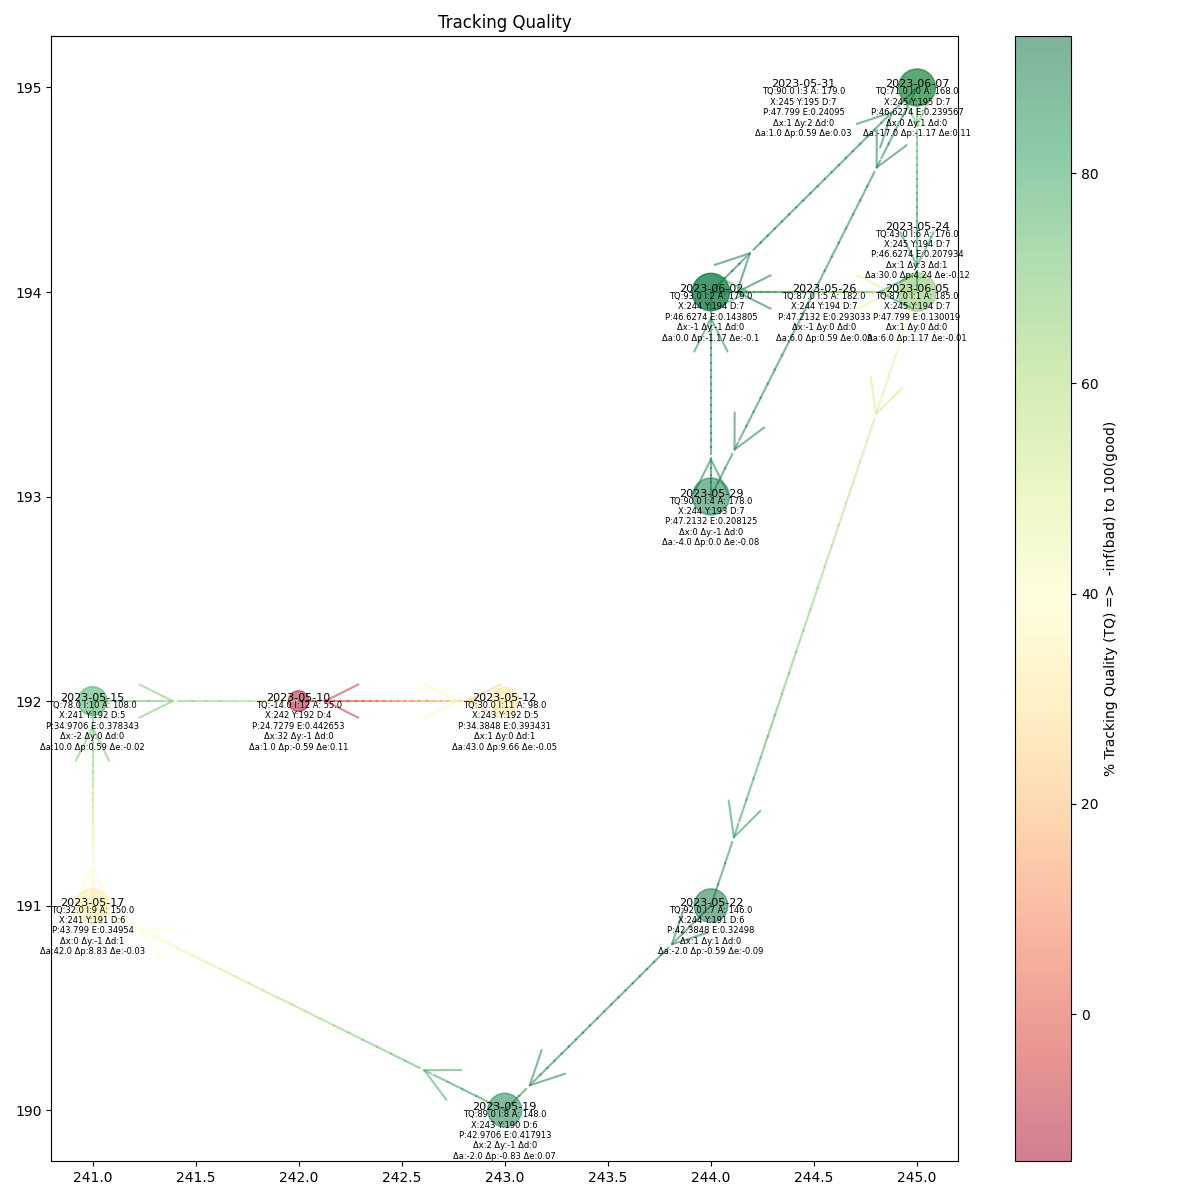 Tracking Quality
195
194
193
192
191
190
2023-05-31
TQ:90.0 I:3 A: 179.0
X:245 Y:195 D:7
P:47.799 E:0.24095
Δx:1 Δy:2 Δd:0
Δa:1.0 Δp:0.59 Δe:0.03
2023-06-07
TQ:71.0 I:0 A: 168.0
X:245 Y:195 D:7
P:46.6274 E:0.239567
Δx:0 Δy:1 Δd:0
Δa:-17.0 Δp:-1.17 Δe:0.11
2023-05-24
TQ:43.0 I:6 A: 176.0
X:245 Y:194 D:7
P:46.6274 E:0.207934
Δx:1 Δy:3 Δd:1
Δa:30.0 Δp:4.24 Δe:-0.12
2023-06-02
TQ:93.0 I:2 A: 179.0
X:244 Y:194 D:7
P:46.6274 E:0.143805
Δx:-1 Δy:-1 Δd:0
Δa:0.0 Δp:-1.17 Δe:-0.1
2023-05-26
TQ:87.0 I:5 A: 182.0
X:244 Y:194 D:7
P:47.2132 E:0.293033
Δx:-1 Δy:0 Δd:0
Δa:6.0 Δp:0.59
2023-06-05
TQ:87.0 I:1 A: 185.0
X:245 Y:194 D:7
P:47.799 E:0.130019
Δx:1 Δy:0 Δd:0
Δa:6.0 Δp:1.17 Δe:-0.01
2023-05-29
TQ:90.0 I:4 A: 178.0
X:244 Y:193 D:7
P:47.2132 E:0.208125
Δx:0 Δy:-1 Δd:0
Δa:-4.0 Δp:0.0 Δe:-0.08
2023-05-15
TQ:78.0 I:10 A: 108.0
X:241 Y:192 D:5
P:34.9706 E:0.378343
Δx:-2 Δy:0 Δd:0
Δa:10.0 Δp:0.59 Δe:-0.02
2023-05-10
TQ:-14.0 I:12 A: 55.0
X:242 Y:192 D:4
P:24.7279 E:0.442653
Δx:32 Δy:-1 Δd:0
Δa:1.0 Δp:-0.59 Δe:0.11
2023-05-12
TQ:30.0 I:11 A: 98.0
X:243 Y:192 D:5
P:34.3848 E:0.393431
Δx:1 Δy:0 Δd:1
Δa:43.0 Δp:9.66 Δe:-0.05
2023-05-17
TQ:32.0 I:9 A: 150.0
X:241 Y:191 D:6
P:43.799 E:0.34954
Δx:0 Δy:-1 Δd:1
Δa:42.0 Δp:8.83 Δe:-0.03
2023-05-22
TQ:92.0 I:7 A: 146.0
X:244 Y:191 D:6
P:42.3848 E:0.32498
Δx:1 Δy:1 Δd:0
Δa:-2.0 Δp:-0.59 Δe:-0.09
2023-05-19
TQ:89.0 I:8 A: 148.0
X:243 Y:190 D:6
P:42.9706 E:0.417913
Δx:2 Δy:-1 Δd:0
Δa:-2.0 Δp:-0.83 Δe:0.07
241.0 241.5 242.0 242.5 243.0 243.5 244.0 244.5 245.0
80
60
40
20
0
% Tracking Quality (TQ) => -inf(bad) to 100(good)